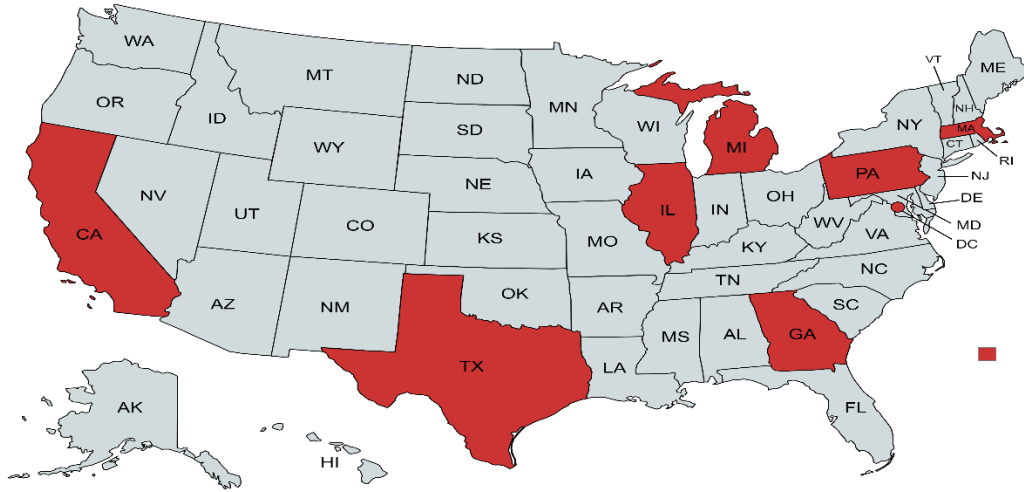 WA
MT
ND
MN
ME
VT
NH
OR
ID
SD
WI
NY
MA
CT
RI
WY
MI
PA
NJ
NE
IA
IL
IN
OH
DE
MD
DC
NV
UT
CO
KS
MO
KY
WV
VA
CA
AZ
NM
OK
AR
TN
NC
SC
TX
LA
MS
AL
GA
FL
AK
HI